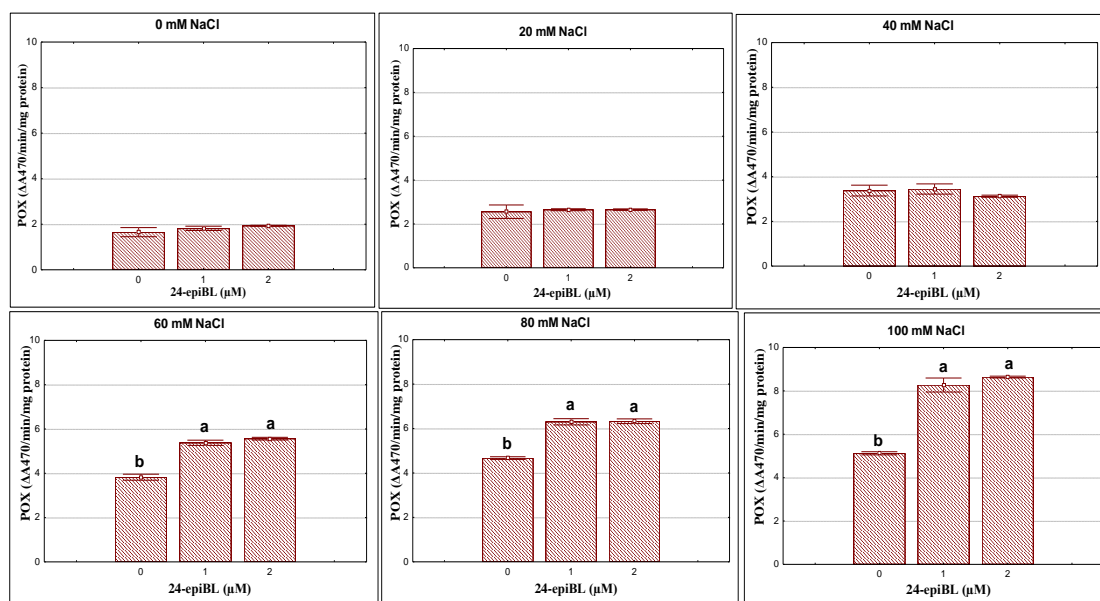 0 mM NaCl
POX (ΔA470/min/mg protein)
10
8
6
4
2
0
0 1 2
24-epiBL (µM)
20 mM NaCl
POX (ΔA470/min/mg protein)
10
8
6
4
2
0
0 1 2
24-epiBL (µM)
40 mM NaCl
POX (ΔA470/min/mg protein)
10
8
6
4
2
0
0 1 2
24-epiBL (µM)
60 mM NaCl
POX (ΔA470/min/mg protein)
10
8
6
4
2
0
b a a
0 1 2
24-epiBL (µM)
80 mM NaCl
POX (ΔA470/min/mg protein)
10
8
6
4
2
0
b a a
0 1 2
24-epiBL (µM)
100 mM NaCl
POX (ΔA470/min/mg protein)
10
8
6
4
2
0
b a a
0 1 2
24-epiBL (µM)